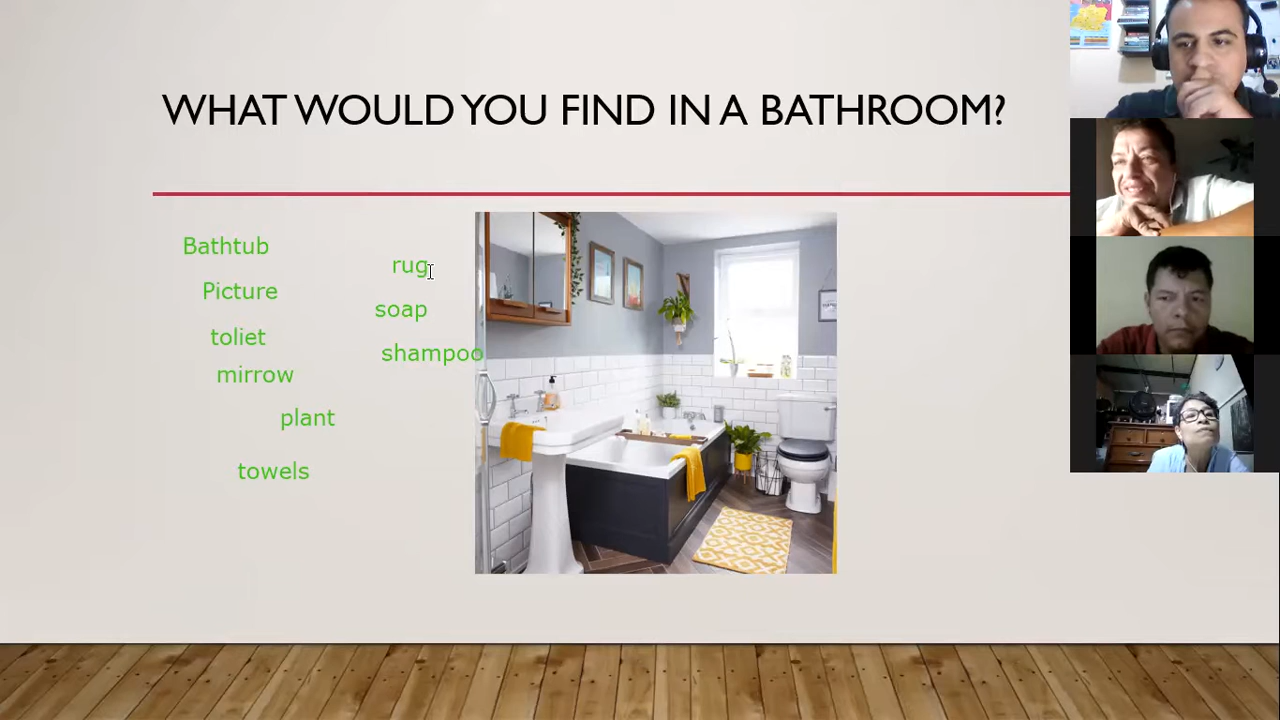 WHAT WOULD YOU FIND IN A BATHROOM?
Bathtub
rug
Picture
soap
toliet
shampoo
mirrow
plant
towels